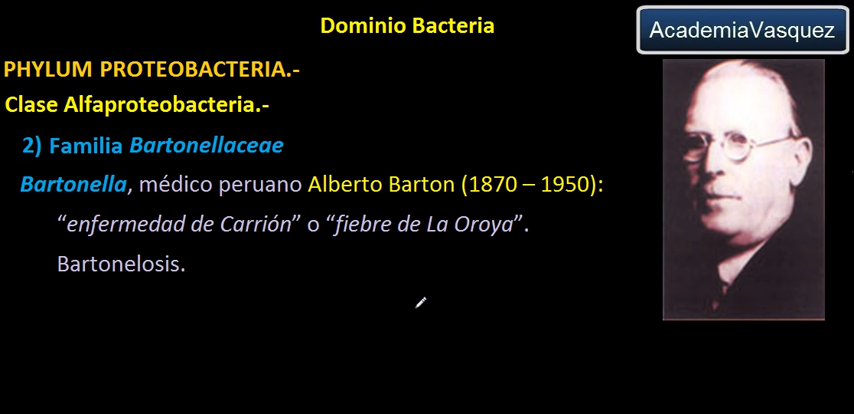 Dominio Bacteria
AcademiaVasquez
PHYLUM PROTEOBACTERIA.-
Clase Alfaproteobacteria.-
2) Familia Bartonellaceae
Bartonella, médico peruano Alberto Barton (1870 – 1950):
“enfermedad de Carrión” o “fiebre de La Oroya”.
Bartonelosis.